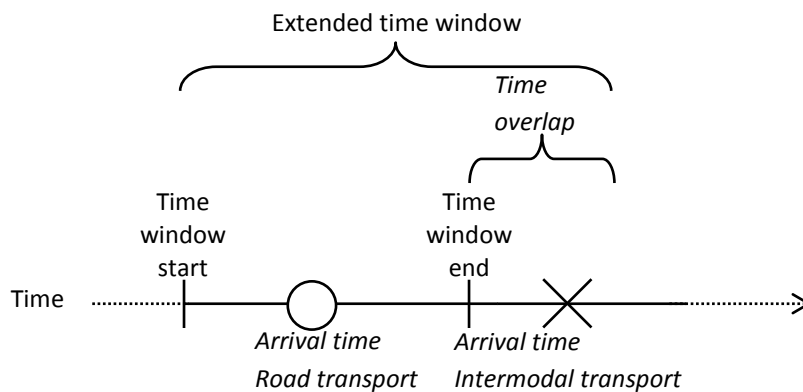 Extended time window
Time
overlap
Time
window
start
Time
window
end
Time
Arrival time
Road transport
Arrival time
Intermodal transport